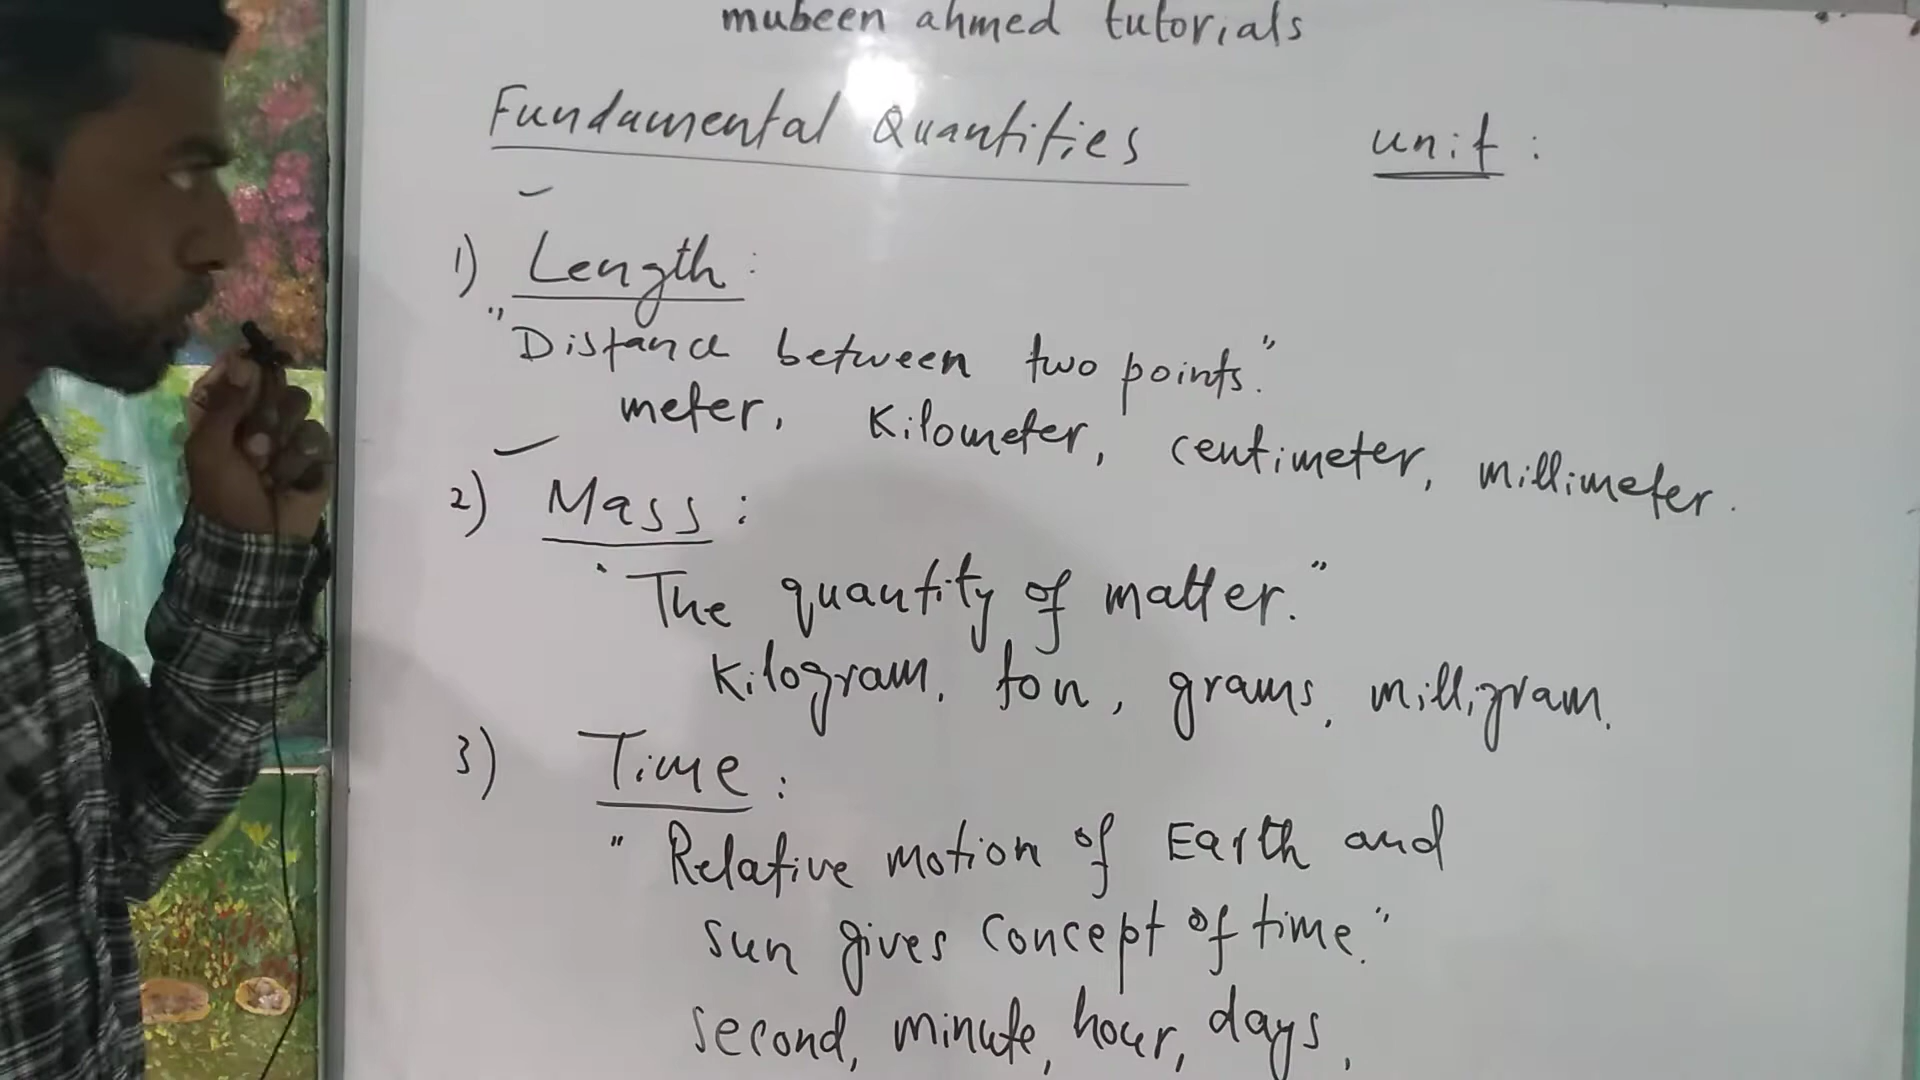 mubeen ahmed tutorials
Fundamental Quantities unit :
1) Length :
"Distance between two points."
meter, Kilometer, centimeter, millimeter.
2) Mass :
"The quantity of matter."
Kilogram, ton, grams, milligram.
3) Time :
"Relative motion of Earth and
sun gives concept of time."
second, minute, hour, days,